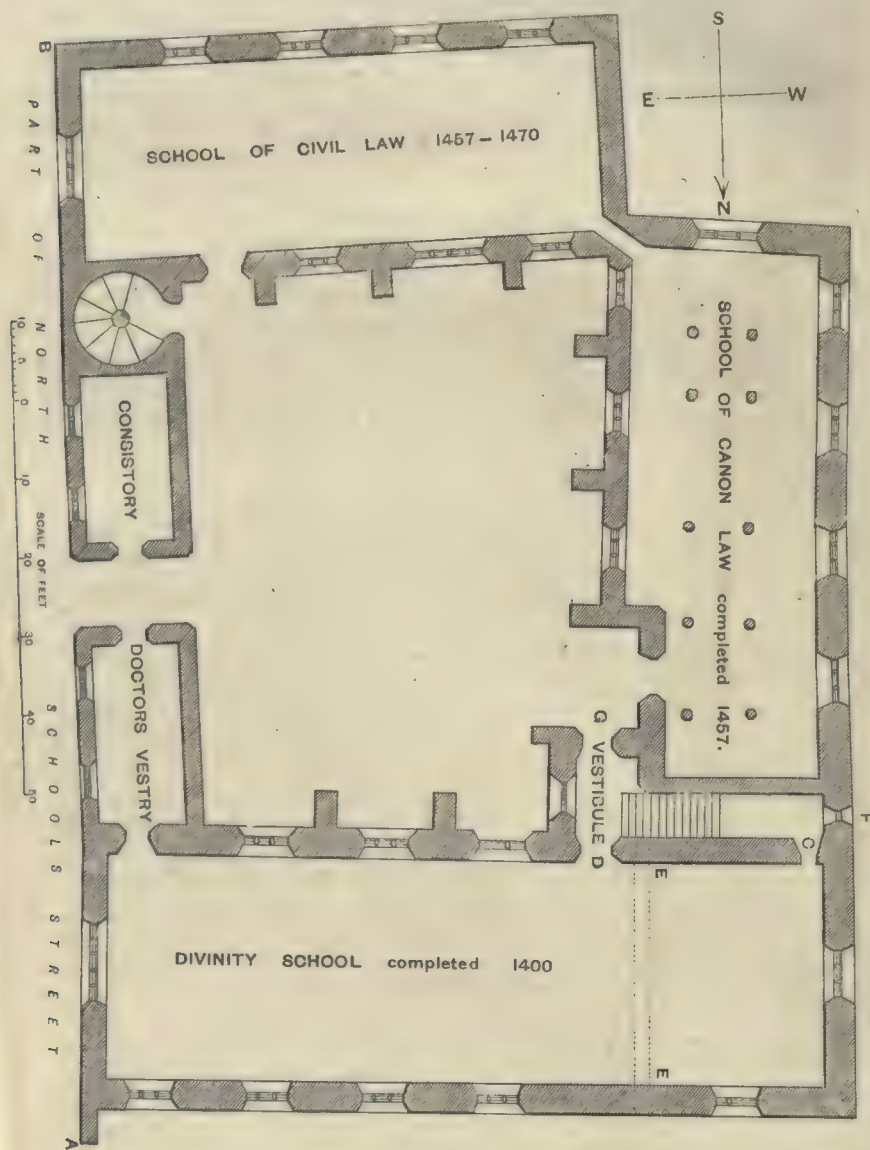 S
E
W
N
B
PART OF NORTH
SCHOOLS STREET
A
SCHOOL OF CIVIL LAW 1457 – 1470
SCHOOL OF CANON LAW completed 1457.
CONSISTORY
10 5 0 10 20 30 40 50
SCALE OF FEET
DOCTORS VESTRY
G VESTICULE D
F
C
E
E
DIVINITY SCHOOL completed 1400